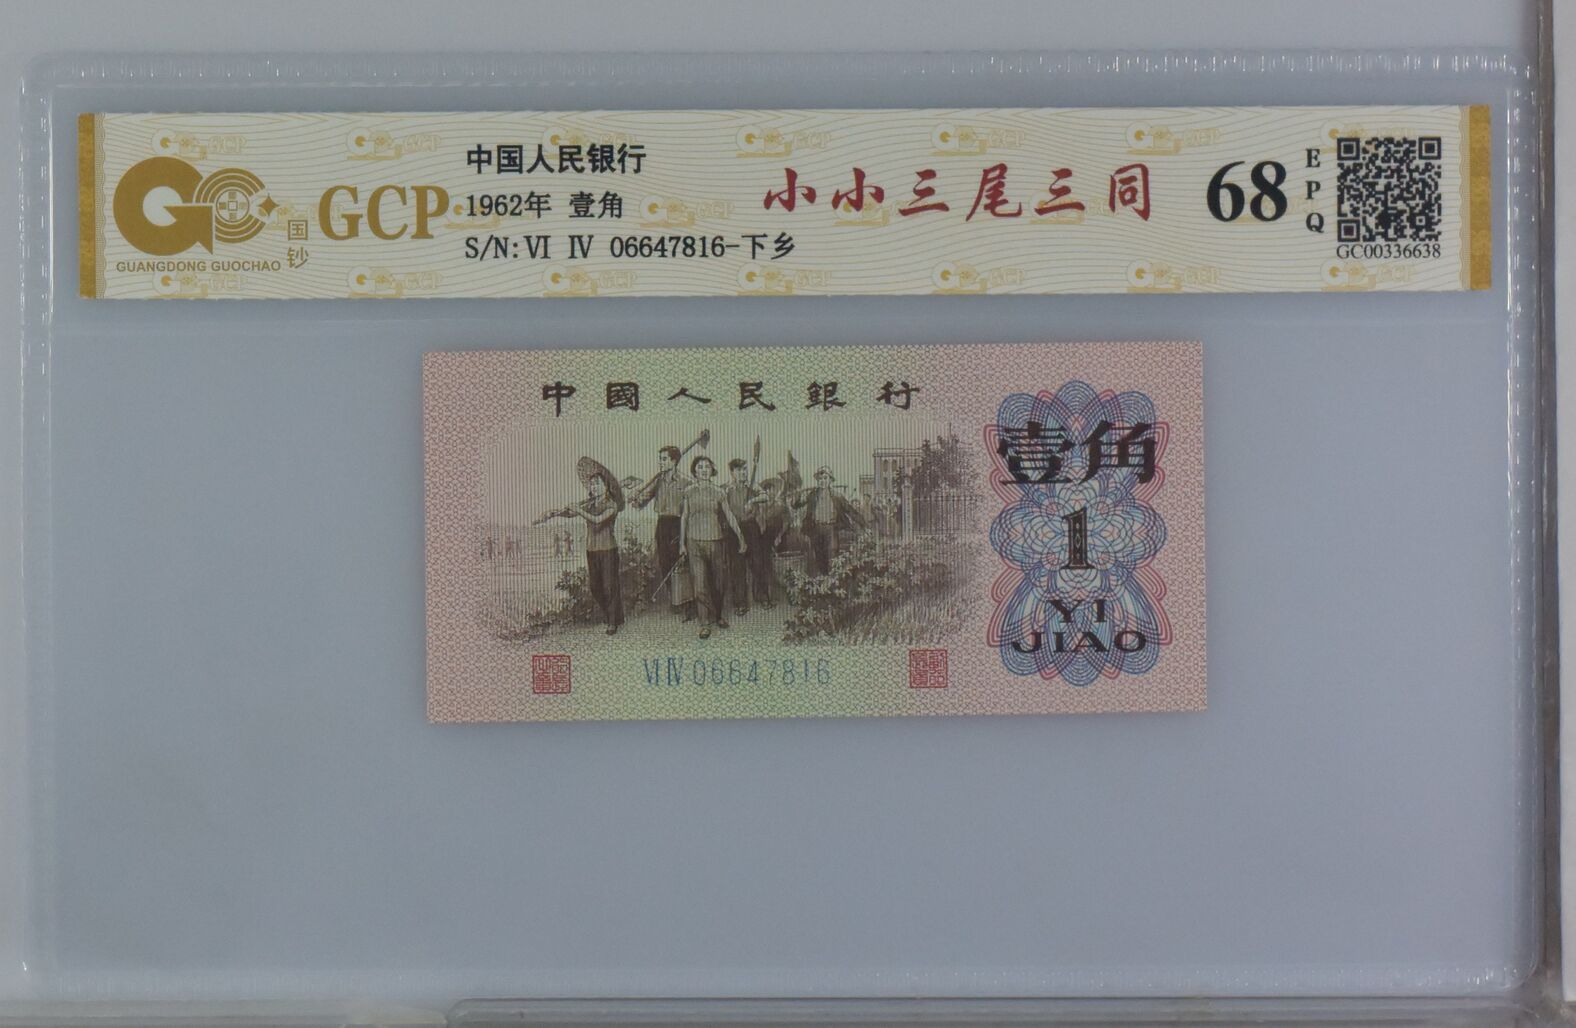 中国人民银行
1962年 壹角
S/N: VI IV 06647816-下乡
GCP
国钞
GUANGDONG GUOCHAO
小小三尾三同
68
EPQ
GC00336638
中國人民銀行
壹角
1
YI
JIAO
VI IV 06647816